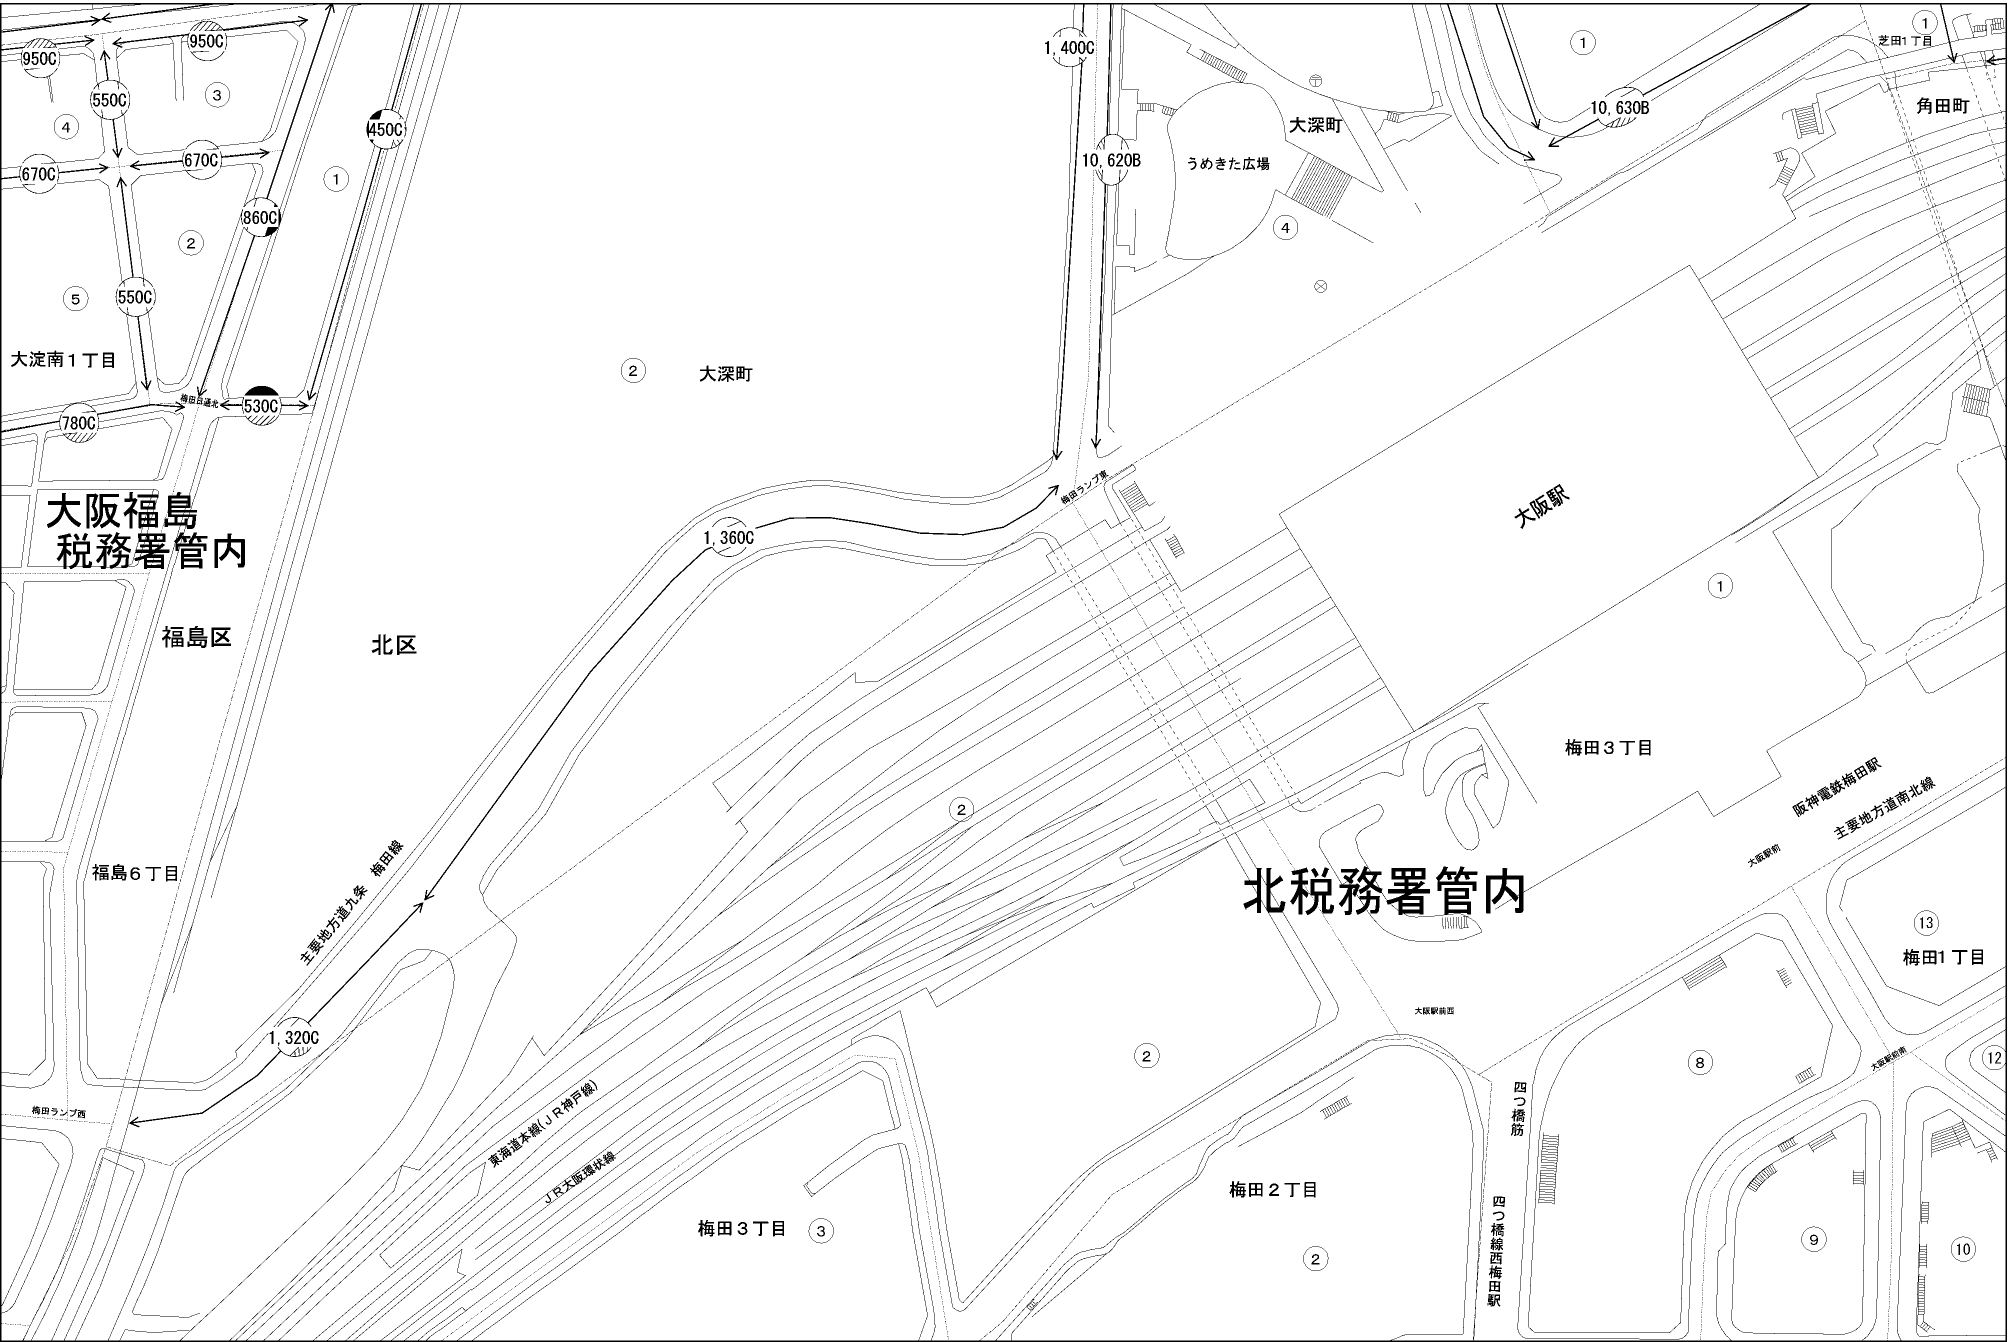 950C
950C
550C
3
4
670C
670C
1
450C
860C
2
5
550C
大淀南1丁目
780C
530C
1,400C
10,620B
うめきた広場
大深町
4
1
10,630B
1
芝田1丁目
角田町
2
大深町
大阪福島
税務署管内
福島区
北区
1,360C
梅田ランプ東
大阪駅
1
梅田3丁目
2
阪神電鉄梅田駅
主要地方道南北線
大阪駅前
北税務署管内
福島6丁目
主要地方道九条 梅田線
1,320C
梅田ランプ西
13
梅田1丁目
大阪駅前西
大阪駅前南
12
2
8
四つ橋筋
東海道本線(JR神戸線)
JR大阪環状線
梅田3丁目
3
梅田2丁目
2
四つ橋線西梅田駅
9
10